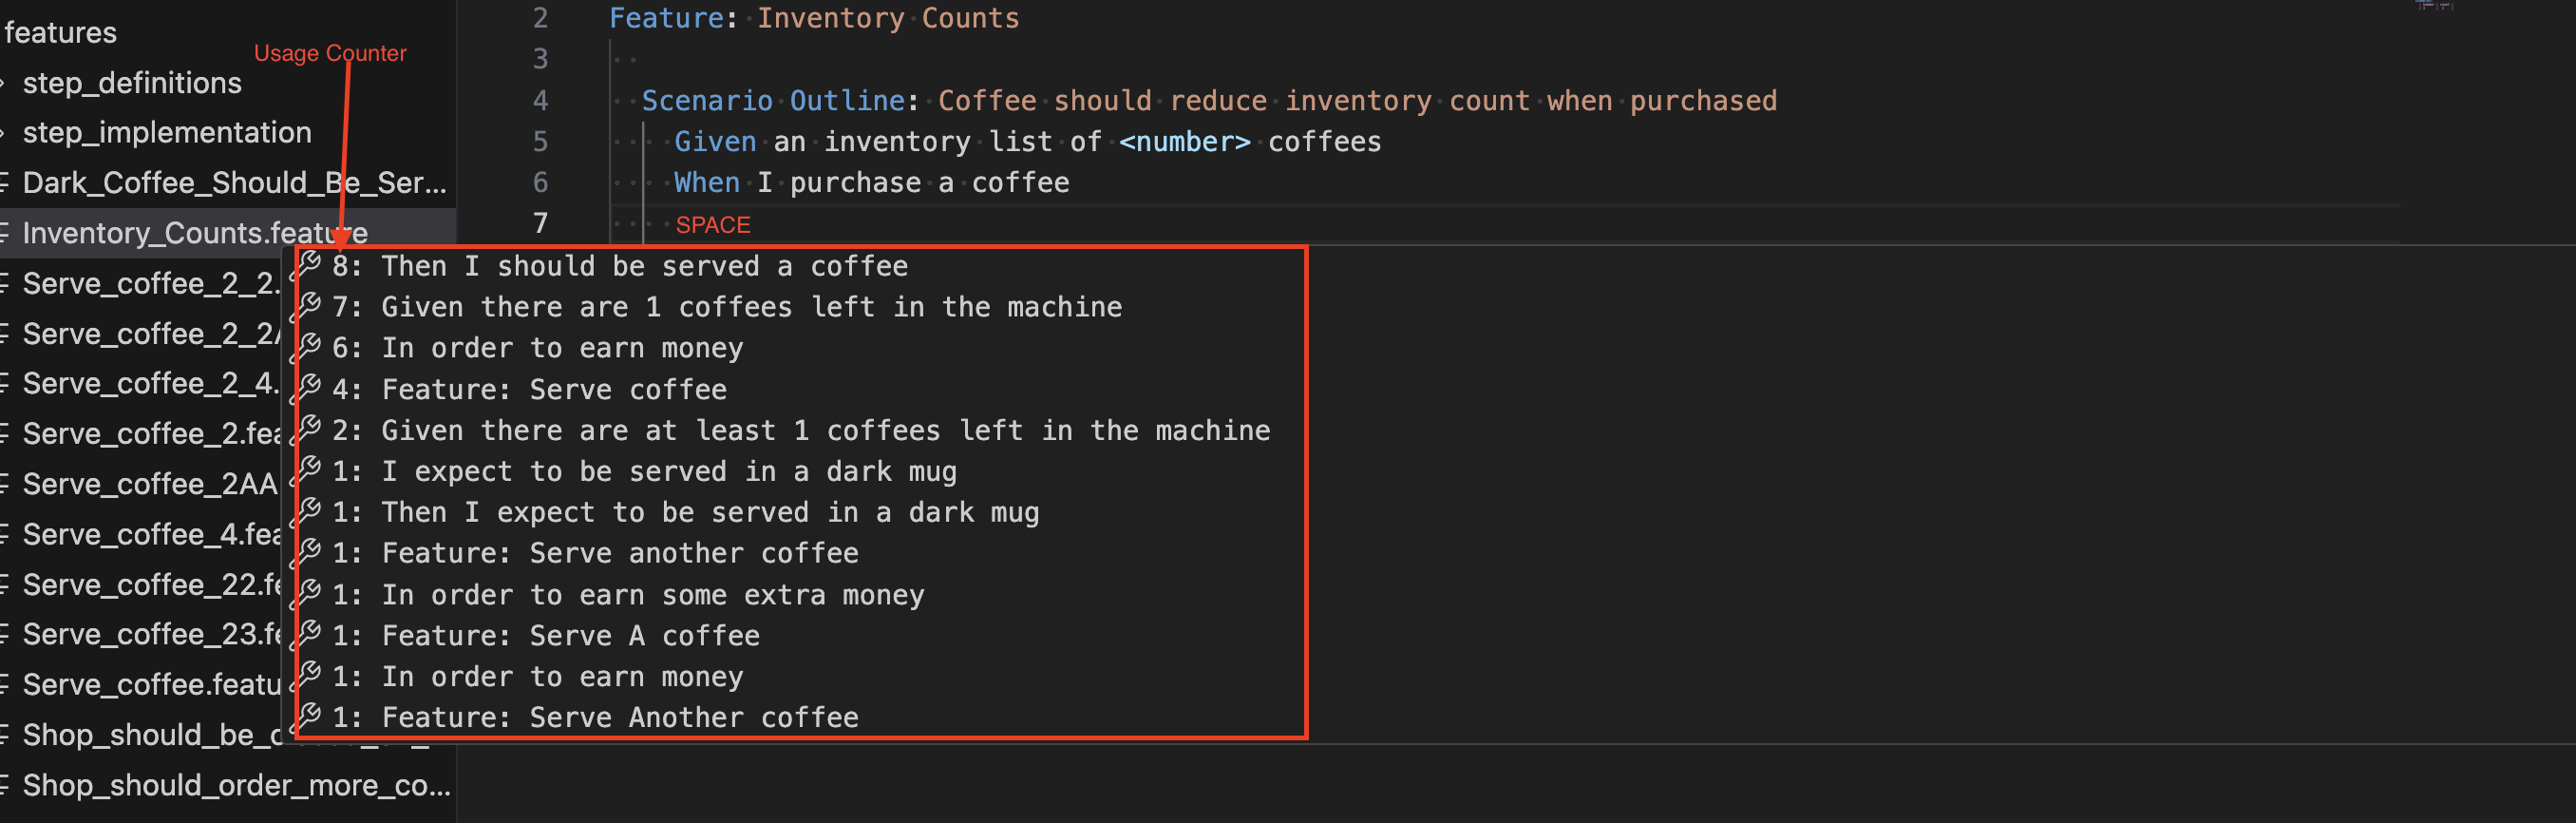 features
Usage Counter
step_definitions
step_implementation
Dark_Coffee_Should_Be_Ser...
Inventory_Counts.feature
Serve_coffee_2_2.
Serve_coffee_2_2
Serve_coffee_2_4.
Serve_coffee_2.fea
Serve_coffee_2AA
Serve_coffee_4.fea
Serve_coffee_22.fe
Serve_coffee_23.fe
Serve_coffee.featu
Shop_should_be_
Shop_should_order_more_co...
2 Feature: Inventory Counts
3
4 Scenario Outline: Coffee should reduce inventory count when purchased
5 Given an inventory list of <number> coffees
6 When I purchase a coffee
7 SPACE
8: Then I should be served a coffee
7: Given there are 1 coffees left in the machine
6: In order to earn money
4: Feature: Serve coffee
2: Given there are at least 1 coffees left in the machine
1: I expect to be served in a dark mug
1: Then I expect to be served in a dark mug
1: Feature: Serve another coffee
1: In order to earn some extra money
1: Feature: Serve A coffee
1: In order to earn money
1: Feature: Serve Another coffee